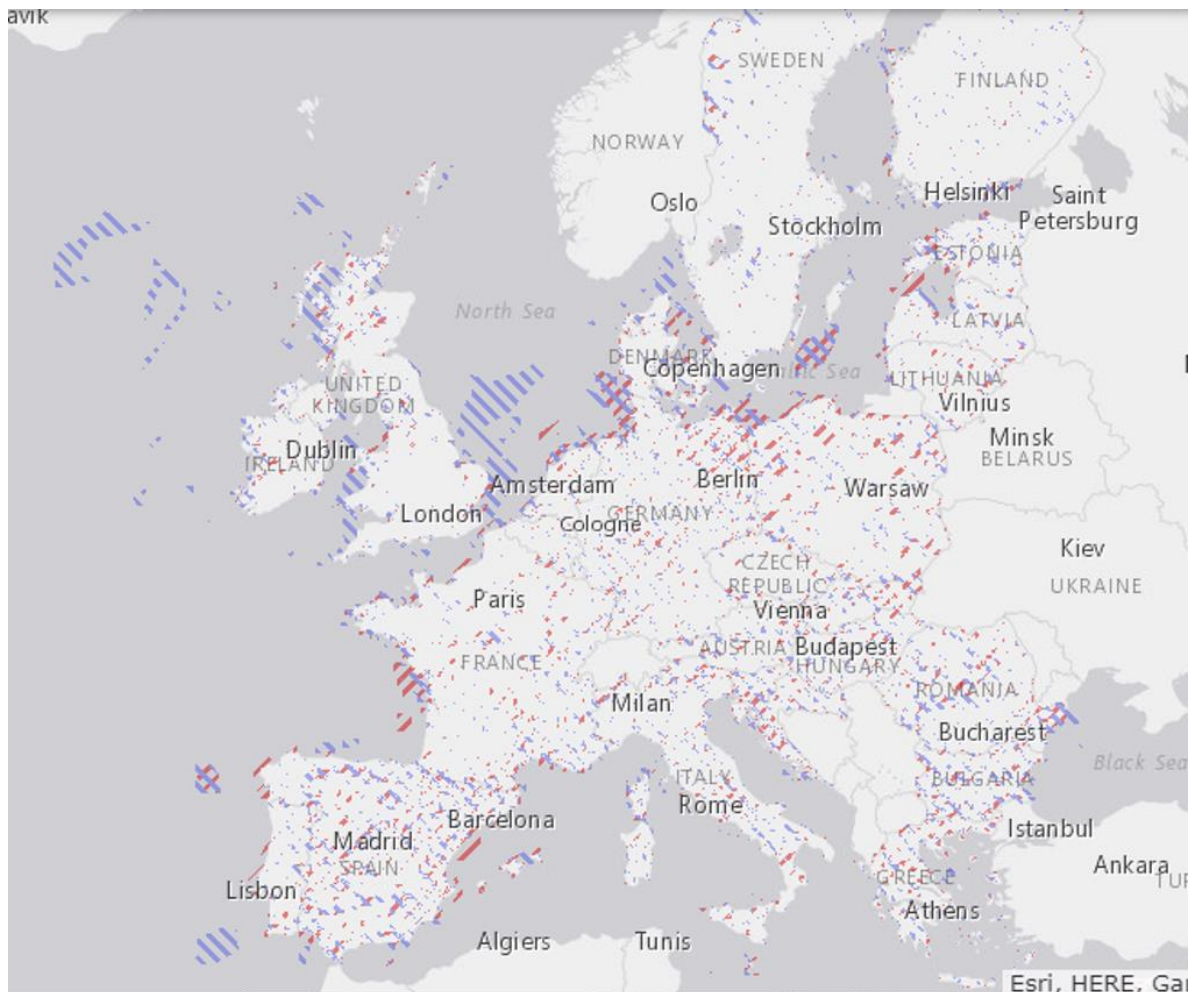 avik
SWEDEN
FINLAND
NORWAY
Oslo
Helsinki
Saint
Petersburg
Stockholm
ESTONIA
North Sea
LATVIA
DENMARK
Copenhagen
Baltic Sea
LITHUANIA
Vilnius
UNITED
KINGDOM
Minsk
BELARUS
Dublin
IRELAND
Amsterdam
Berlin
Warsaw
London
Cologne
GERMANY
Kiev
UKRAINE
CZECH
REPUBLIC
Paris
Vienna
AUSTRIA
Budapest
HUNGARY
FRANCE
ROMANIA
Milan
Bucharest
Black Sea
ITALY
BULGARIA
Rome
Barcelona
Istanbul
Madrid
SPAIN
Ankara
TUR
GREECE
Lisbon
Athens
Algiers
Tunis
Esri, HERE, Gar